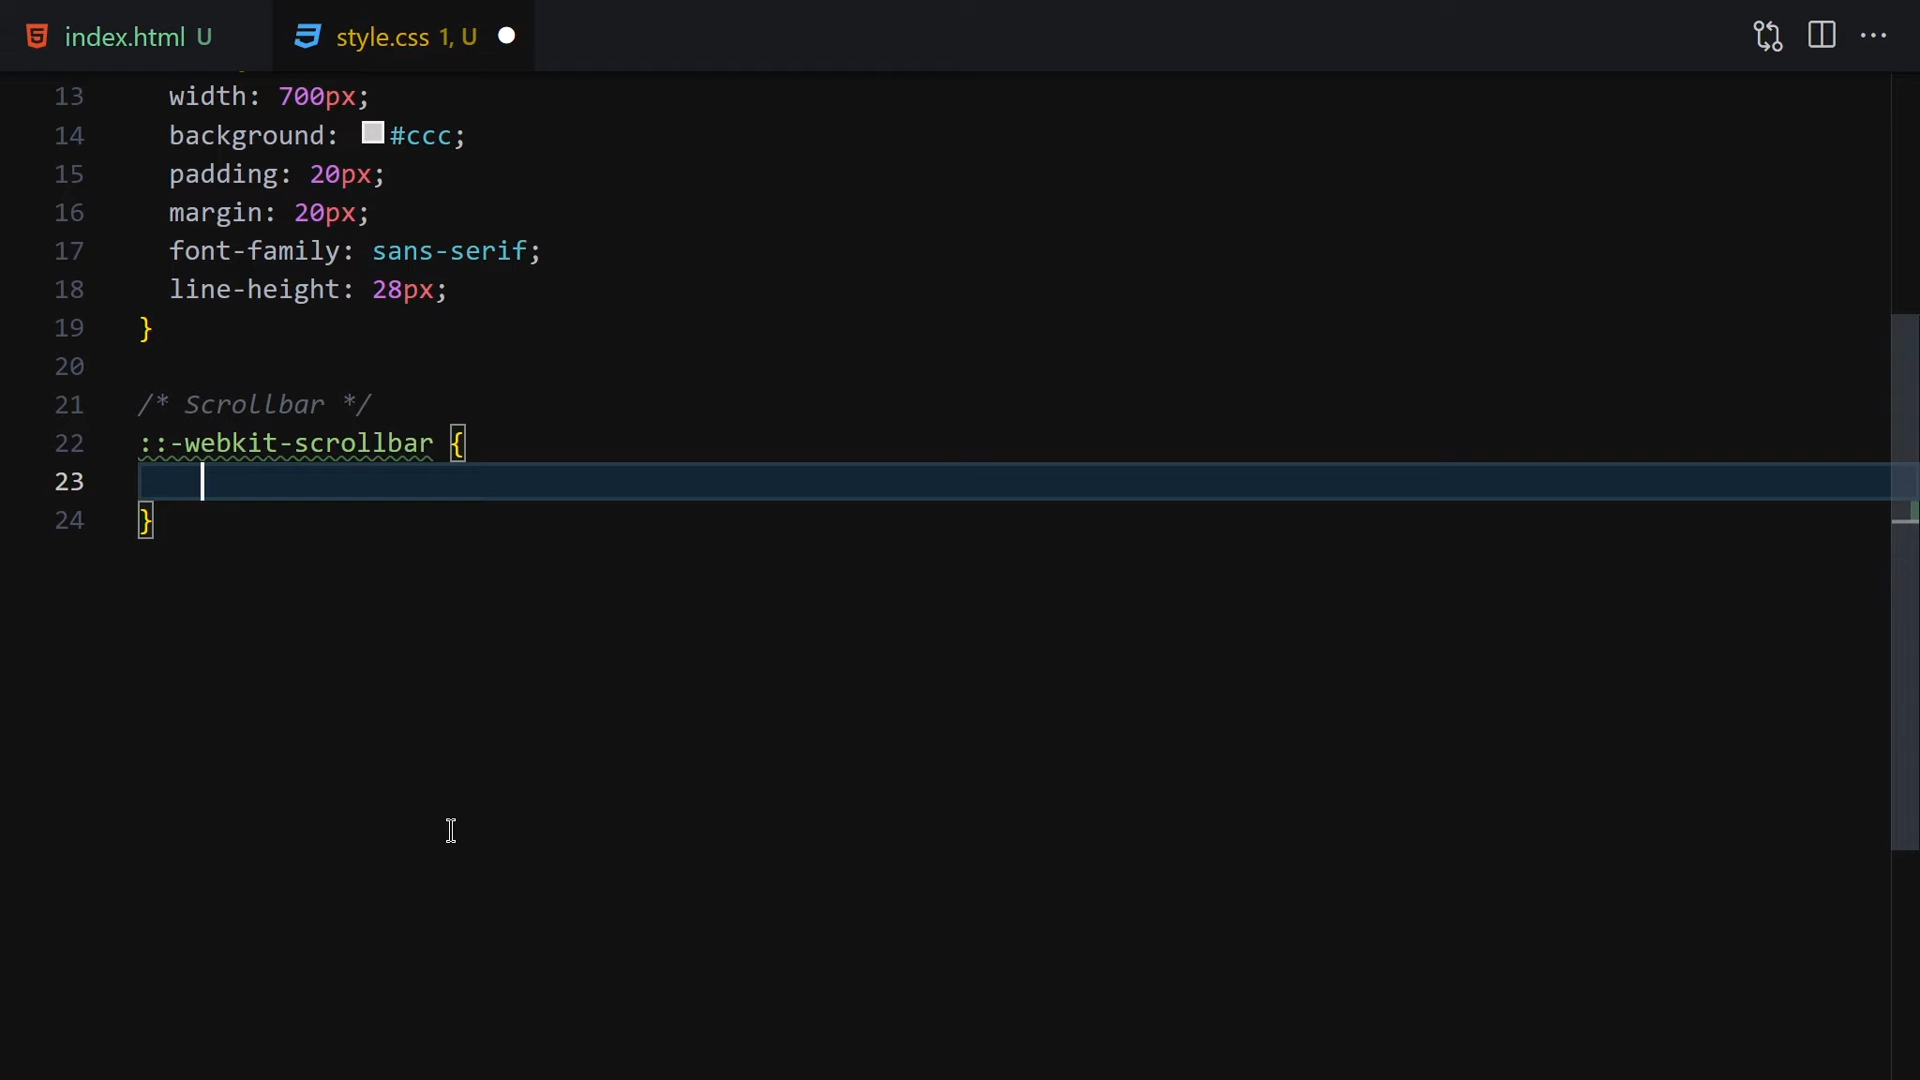 index.html U
style.css 1, U
13 width: 700px;
14 background: #ccc;
15 padding: 20px;
16 margin: 20px;
17 font-family: sans-serif;
18 line-height: 28px;
19 }
20
21 /* Scrollbar */
22 ::-webkit-scrollbar {
23
24 }